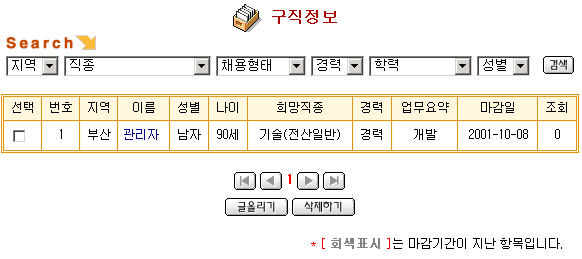 구직정보
Search
지역 직종 채용형태 경력 학력 성별 검색
선택 번호 지역 이름 성별 나이 희망직종 경력 업무요약 마감일 조회
1 부산 관리자 남자 90세 기술(전산일반) 경력 개발 2001-10-08 0
1
글올리기 삭제하기
* [ 회색표시 ]는 마감기간이 지난 항목입니다.